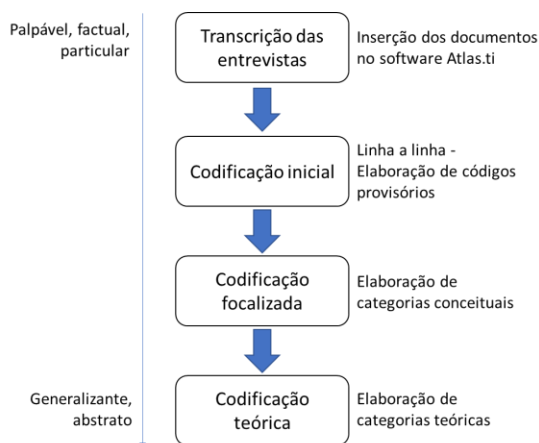 Palpável, factual,
particular
Transcrição das
entrevistas
Inserção dos documentos
no software Atlas.ti
Codificação inicial
Linha a linha -
Elaboração de códigos
provisórios
Codificação
focalizada
Elaboração de
categorias conceituais
Generalizante,
abstrato
Codificação
teórica
Elaboração de
categorias teóricas